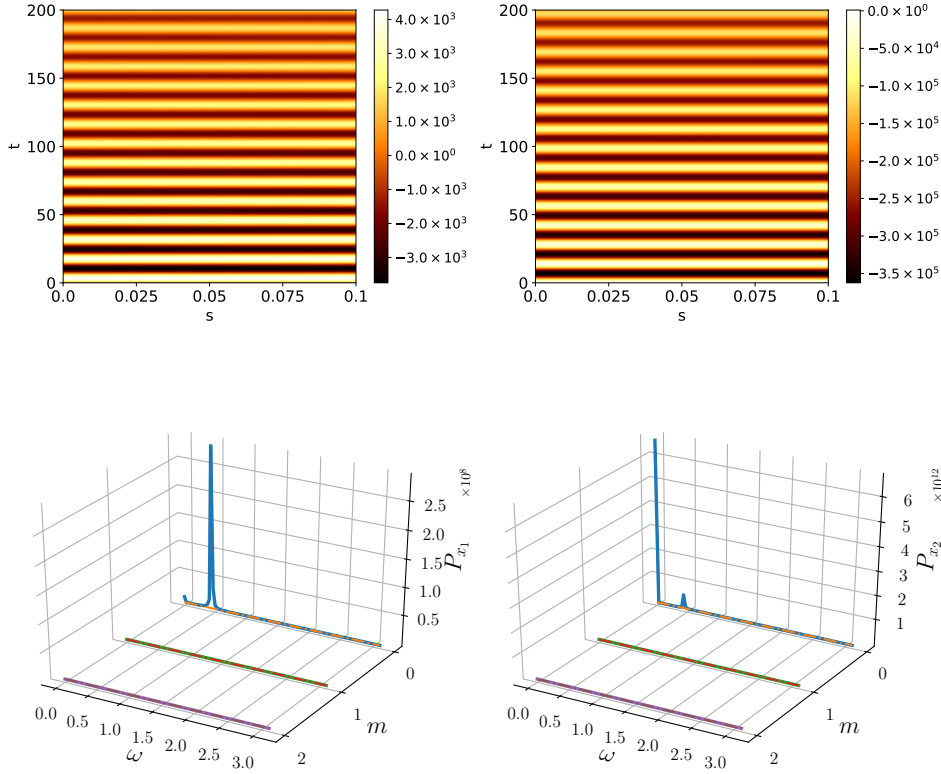 200
150
100
50
0
t
0.0 0.025 0.05 0.075 0.1
s
4.0 × 10³
3.0 × 10³
2.0 × 10³
1.0 × 10³
0.0 × 10⁰
−1.0 × 10³
−2.0 × 10³
−3.0 × 10³
200
150
100
50
0
t
0.0 0.025 0.05 0.075 0.1
s
0.0 × 10⁰
−5.0 × 10⁴
−1.0 × 10⁵
−1.5 × 10⁵
−2.0 × 10⁵
−2.5 × 10⁵
−3.0 × 10⁵
−3.5 × 10⁵
×10⁸
2.5
2.0
1.5
1.0
0.5
P_{x_1}
0
1
2
m
0.0 0.5 1.0 1.5 2.0 2.5 3.0
ω
×10¹²
6
5
4
3
2
1
P_{x_2}
0
1
2
m
0.0 0.5 1.0 1.5 2.0 2.5 3.0
ω